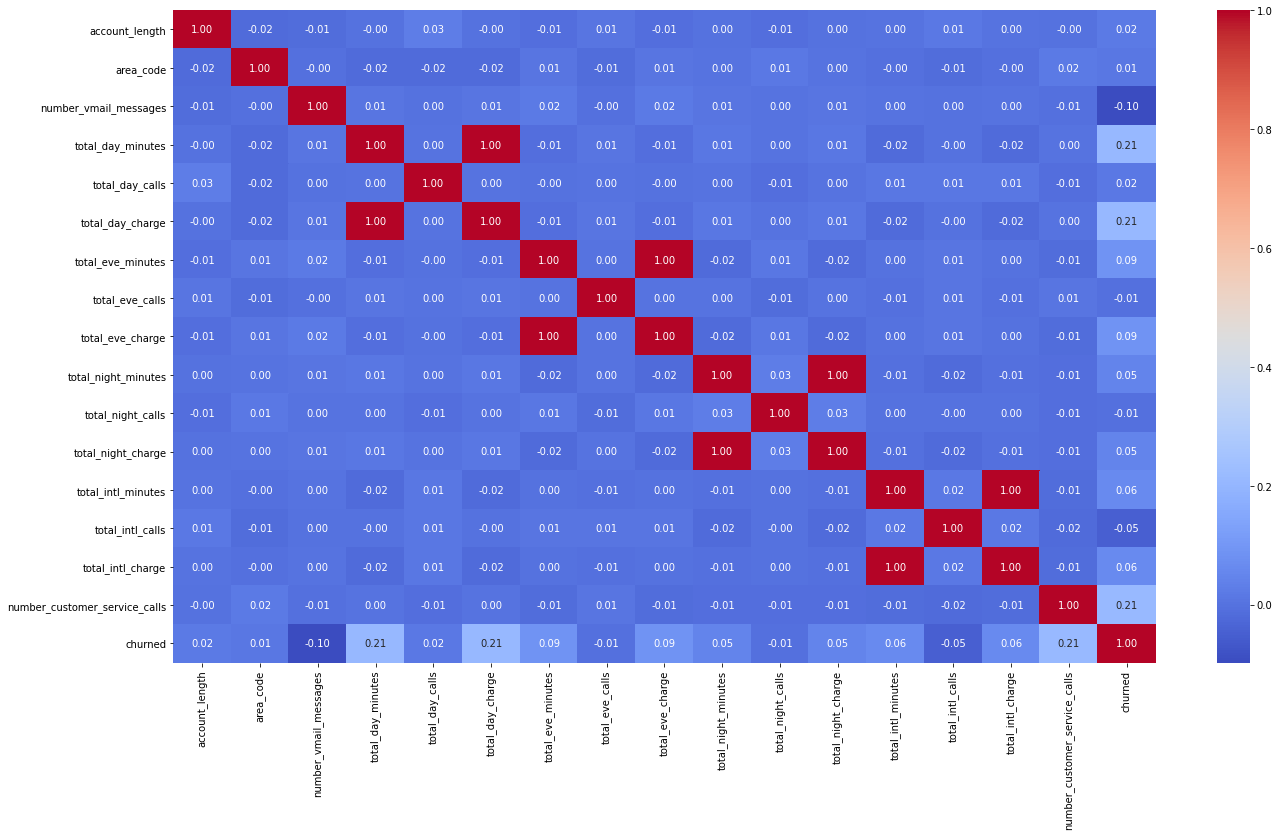 account_length 1.00 -0.02 -0.01 -0.00 0.03 -0.00 -0.01 0.01 -0.01 0.00 -0.01 0.00 0.00 0.01 0.00 -0.00 0.02
area_code -0.02 1.00 -0.00 -0.02 -0.02 -0.02 0.01 -0.01 0.01 0.00 0.01 0.00 -0.00 -0.01 -0.00 0.02 0.01
number_vmail_messages -0.01 -0.00 1.00 0.01 0.00 0.01 0.02 -0.00 0.02 0.01 0.00 0.01 0.00 0.00 0.00 -0.01 -0.10
total_day_minutes -0.00 -0.02 0.01 1.00 0.00 1.00 -0.01 0.01 -0.01 0.01 0.00 0.01 -0.02 -0.00 -0.02 0.00 0.21
total_day_calls 0.03 -0.02 0.00 0.00 1.00 0.00 -0.00 0.00 -0.00 0.00 -0.01 0.00 0.01 0.01 0.01 -0.01 0.02
total_day_charge -0.00 -0.02 0.01 1.00 0.00 1.00 -0.01 0.01 -0.01 0.01 0.00 0.01 -0.02 -0.00 -0.02 0.00 0.21
total_eve_minutes -0.01 0.01 0.02 -0.01 -0.00 -0.01 1.00 0.00 1.00 -0.02 0.01 -0.02 0.00 0.01 0.00 -0.01 0.09
total_eve_calls 0.01 -0.01 -0.00 0.01 0.00 0.01 0.00 1.00 0.00 0.00 -0.01 0.00 -0.01 0.01 -0.01 0.01 -0.01
total_eve_charge -0.01 0.01 0.02 -0.01 -0.00 -0.01 1.00 0.00 1.00 -0.02 0.01 -0.02 0.00 0.01 0.00 -0.01 0.09
total_night_minutes 0.00 0.00 0.01 0.01 0.00 0.01 -0.02 0.00 -0.02 1.00 0.03 1.00 -0.01 -0.02 -0.01 -0.01 0.05
total_night_calls -0.01 0.01 0.00 0.00 -0.01 0.00 0.01 -0.01 0.01 0.03 1.00 0.03 0.00 -0.00 0.00 -0.01 -0.01
total_night_charge 0.00 0.00 0.01 0.01 0.00 0.01 -0.02 0.00 -0.02 1.00 0.03 1.00 -0.01 -0.02 -0.01 -0.01 0.05
total_intl_minutes 0.00 -0.00 0.00 -0.02 0.01 -0.02 0.00 -0.01 0.00 -0.01 0.00 -0.01 1.00 0.02 1.00 -0.01 0.06
total_intl_calls 0.01 -0.01 0.00 -0.00 0.01 -0.00 0.01 0.01 0.01 -0.02 -0.00 -0.02 0.02 1.00 0.02 -0.02 -0.05
total_intl_charge 0.00 -0.00 0.00 -0.02 0.01 -0.02 0.00 -0.01 0.00 -0.01 0.00 -0.01 1.00 0.02 1.00 -0.01 0.06
number_customer_service_calls -0.00 0.02 -0.01 0.00 -0.01 0.00 -0.01 0.01 -0.01 -0.01 -0.01 -0.01 -0.01 -0.02 -0.01 1.00 0.21
churned 0.02 0.01 -0.10 0.21 0.02 0.21 0.09 -0.01 0.09 0.05 -0.01 0.05 0.06 -0.05 0.06 0.21 1.00
account_length
area_code
number_vmail_messages
total_day_minutes
total_day_calls
total_day_charge
total_eve_minutes
total_eve_calls
total_eve_charge
total_night_minutes
total_night_calls
total_night_charge
total_intl_minutes
total_intl_calls
total_intl_charge
number_customer_service_calls
churned
1.0
0.8
0.6
0.4
0.2
0.0